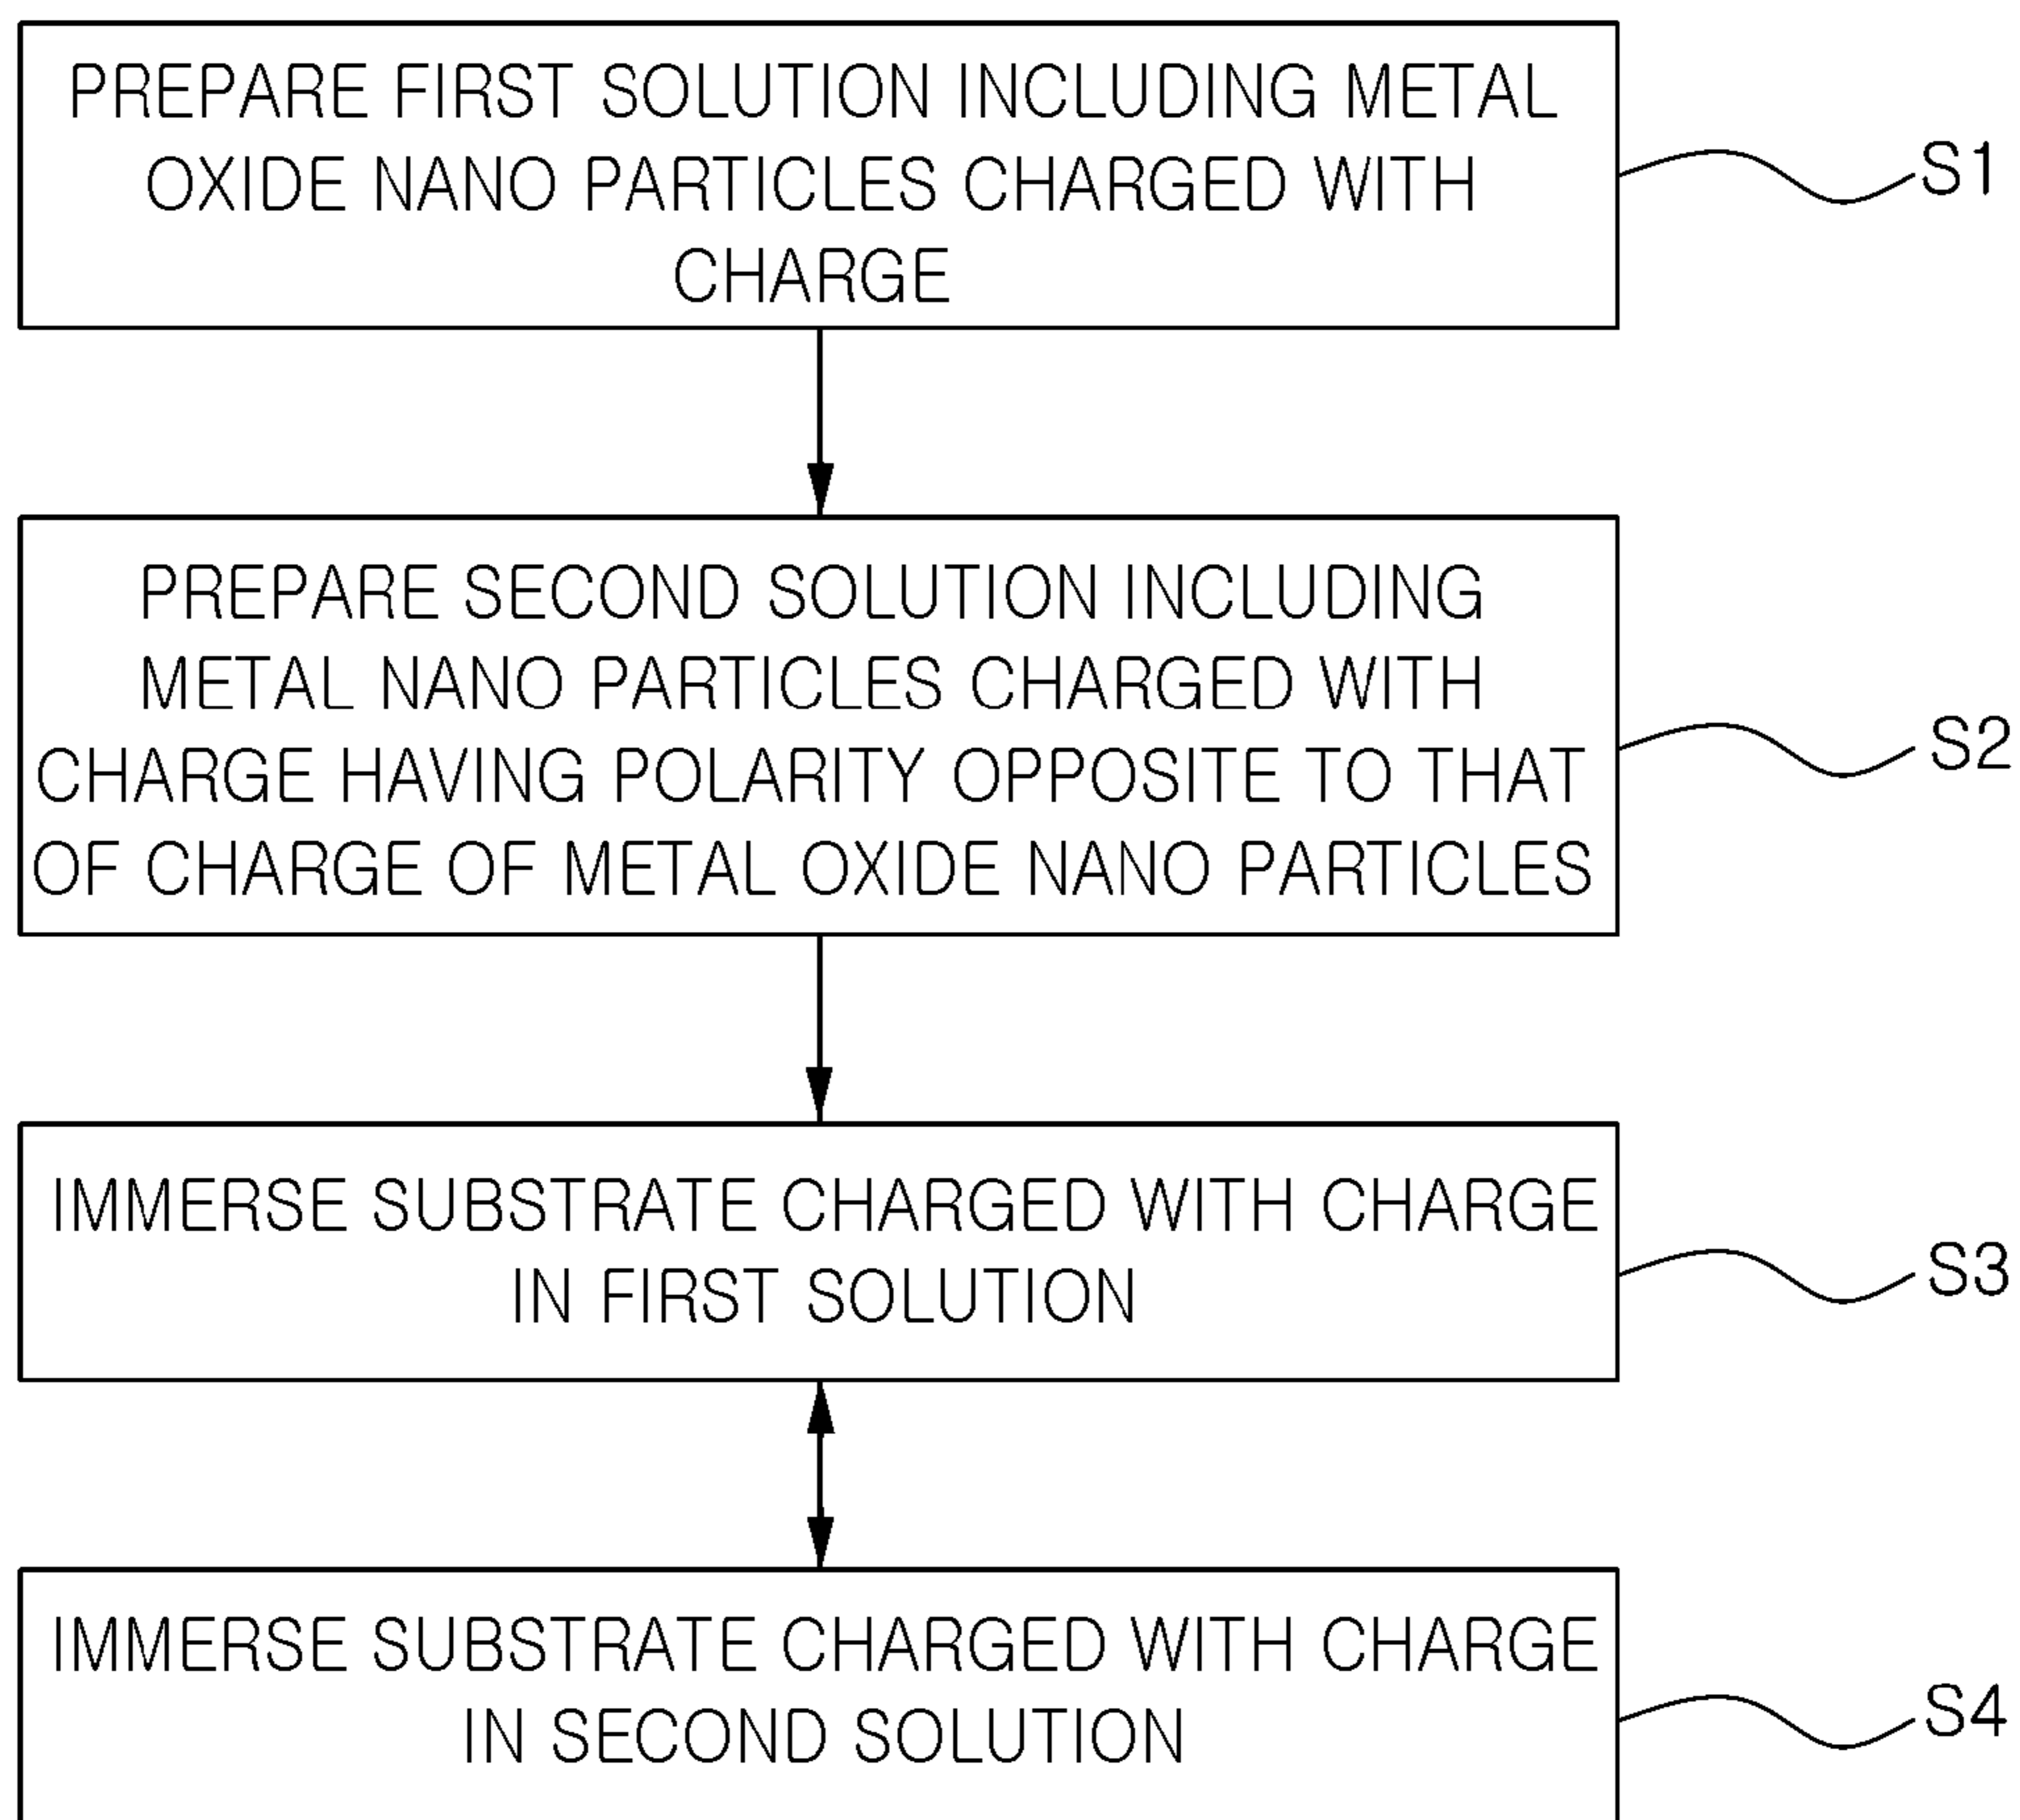 PREPARE FIRST SOLUTION INCLUDING METAL
OXIDE NANO PARTICLES CHARGED WITH
CHARGE
S1
PREPARE SECOND SOLUTION INCLUDING
METAL NANO PARTICLES CHARGED WITH
CHARGE HAVING POLARITY OPPOSITE TO THAT
OF CHARGE OF METAL OXIDE NANO PARTICLES
S2
IMMERSE SUBSTRATE CHARGED WITH CHARGE
IN FIRST SOLUTION
S3
IMMERSE SUBSTRATE CHARGED WITH CHARGE
IN SECOND SOLUTION
S4